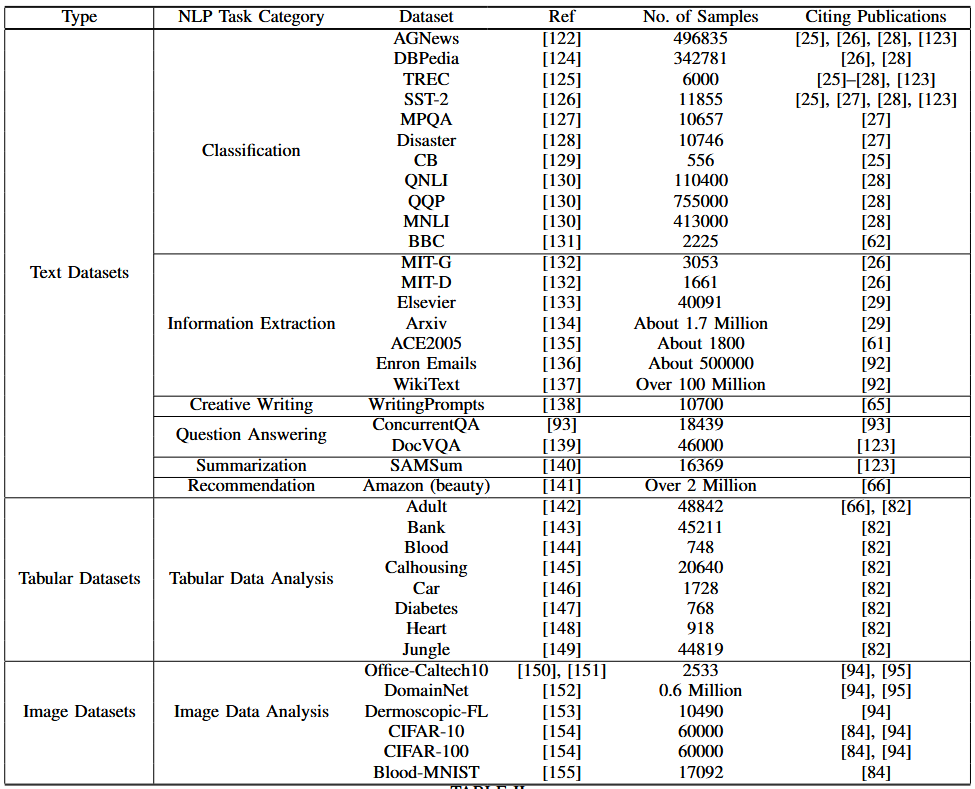 Type NLP Task Category Dataset Ref No. of Samples Citing Publications
AGNews [122] 496835 [25], [26], [28], [123]
DBPedia [124] 342781 [26], [28]
TREC [125] 6000 [25]–[28], [123]
SST-2 [126] 11855 [25], [27], [28], [123]
MPQA [127] 10657 [27]
Disaster [128] 10746 [27]
Classification
CB [129] 556 [25]
QNLI [130] 110400 [28]
QQP [130] 755000 [28]
MNLI [130] 413000 [28]
BBC [131] 2225 [62]
Text Datasets
MIT-G [132] 3053 [26]
MIT-D [132] 1661 [26]
Elsevier [133] 40091 [29]
Information Extraction Arxiv [134] About 1.7 Million [29]
ACE2005 [135] About 1800 [61]
Enron Emails [136] About 500000 [92]
WikiText [137] Over 100 Million [92]
Creative Writing WritingPrompts [138] 10700 [65]
ConcurrentQA [93] 18439 [93]
Question Answering
DocVQA [139] 46000 [123]
Summarization SAMSum [140] 16369 [123]
Recommendation Amazon (beauty) [141] Over 2 Million [66]
Adult [142] 48842 [66], [82]
Bank [143] 45211 [82]
Blood [144] 748 [82]
Calhousing [145] 20640 [82]
Tabular Datasets Tabular Data Analysis
Car [146] 1728 [82]
Diabetes [147] 768 [82]
Heart [148] 918 [82]
Jungle [149] 44819 [82]
Office-Caltech10 [150], [151] 2533 [94], [95]
DomainNet [152] 0.6 Million [94], [95]
Image Datasets Image Data Analysis Dermoscopic-FL [153] 10490 [94]
CIFAR-10 [154] 60000 [84], [94]
CIFAR-100 [154] 60000 [84], [94]
Blood-MNIST [155] 17092 [84]
TABLE II